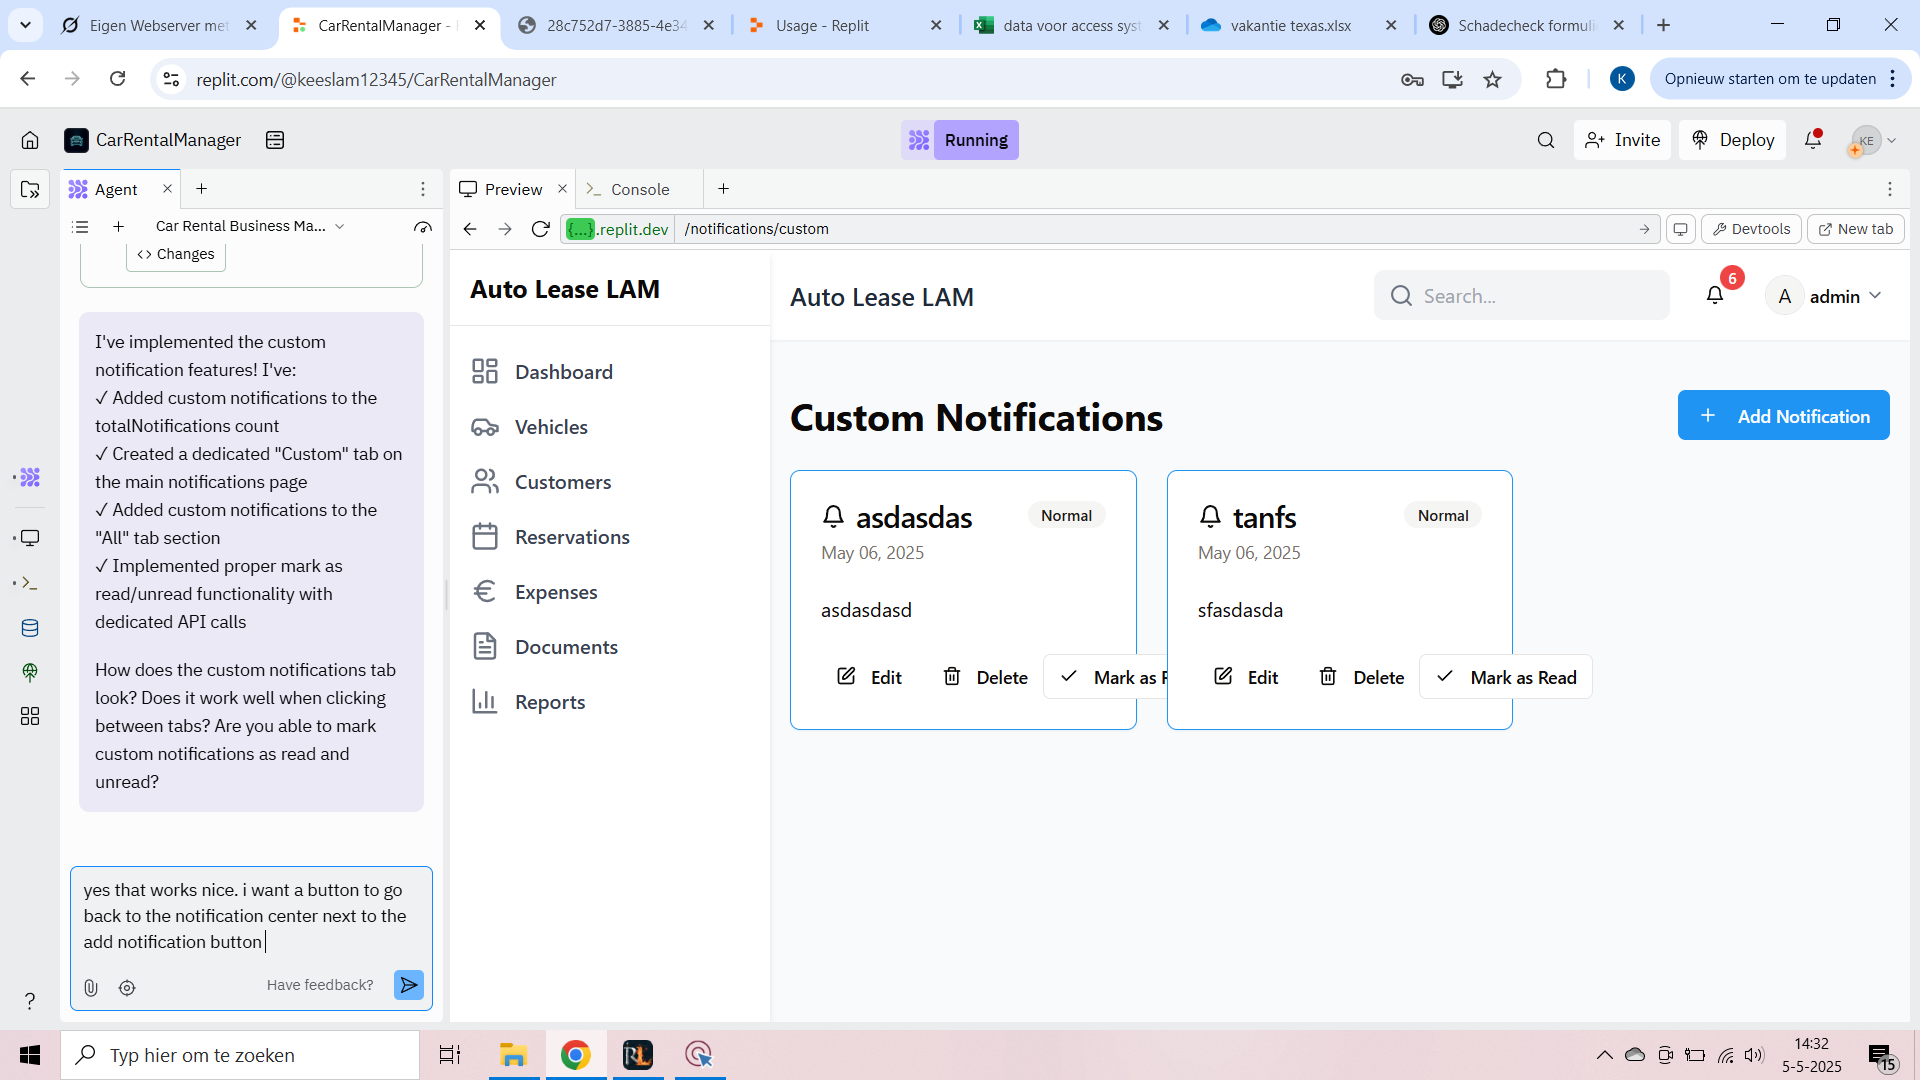 Eigen Webserver met
CarRentalManager -
28c752d7-3885-4e34
Usage - Replit
data voor access syst
vakantie texas.xlsx
Schadecheck formuli
replit.com/@keeslam12345/CarRentalManager
K
Opnieuw starten om te updaten
CarRentalManager
Running
Invite
Deploy
KE
Agent
Preview
Console
Car Rental Business Ma...
{...}.replit.dev
/notifications/custom
Devtools
New tab
<> Changes
I've implemented the custom
notification features! I've:
✓ Added custom notifications to the
totalNotifications count
✓ Created a dedicated "Custom" tab on
the main notifications page
✓ Added custom notifications to the
"All" tab section
✓ Implemented proper mark as
read/unread functionality with
dedicated API calls
How does the custom notifications tab
look? Does it work well when clicking
between tabs? Are you able to mark
custom notifications as read and
unread?
yes that works nice. i want a button to go
back to the notification center next to the
add notification button
Have feedback?
?
Auto Lease LAM
Dashboard
Vehicles
Customers
Reservations
€ Expenses
Documents
Reports
Auto Lease LAM
Search...
6
A
admin
Custom Notifications
+ Add Notification
asdasdas
Normal
May 06, 2025
asdasdasd
Edit
Delete
Mark as R
tanfs
Normal
May 06, 2025
sfasdasda
Edit
Delete
Mark as Read
Typ hier om te zoeken
RL
14:32
5-5-2025
15